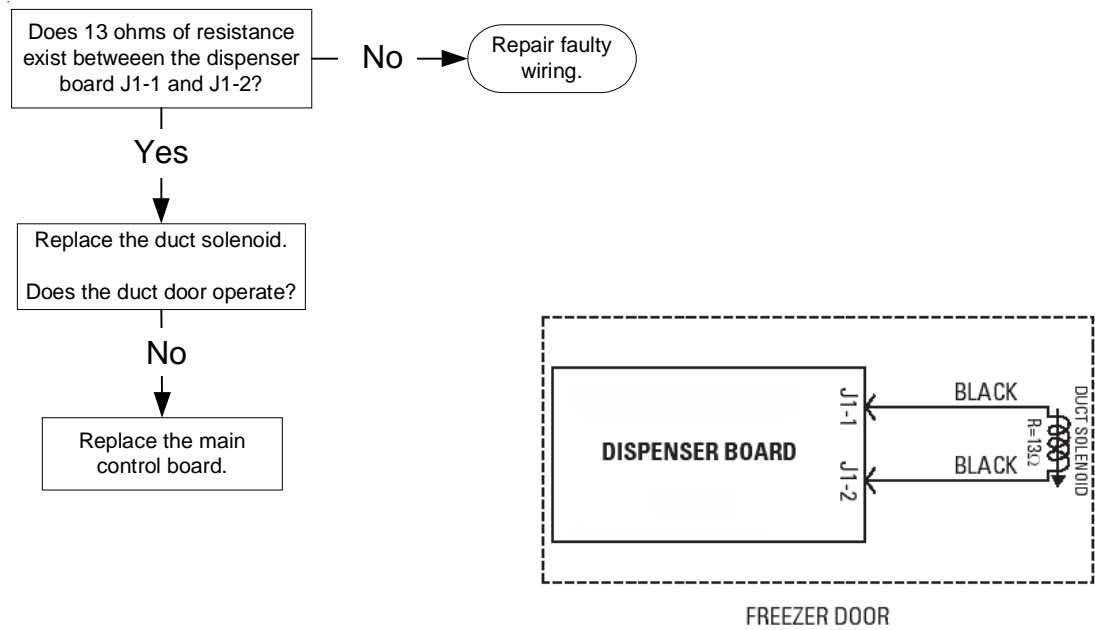 Does 13 ohms of resistance
exist betweeen the dispenser
board J1-1 and J1-2?
No
Repair faulty
wiring.
Yes
Replace the duct solenoid.
Does the duct door operate?
No
Replace the main
control board.
DISPENSER BOARD
J1-1
J1-2
BLACK
BLACK
R=13Ω
DUCT SOLENOID
FREEZER DOOR